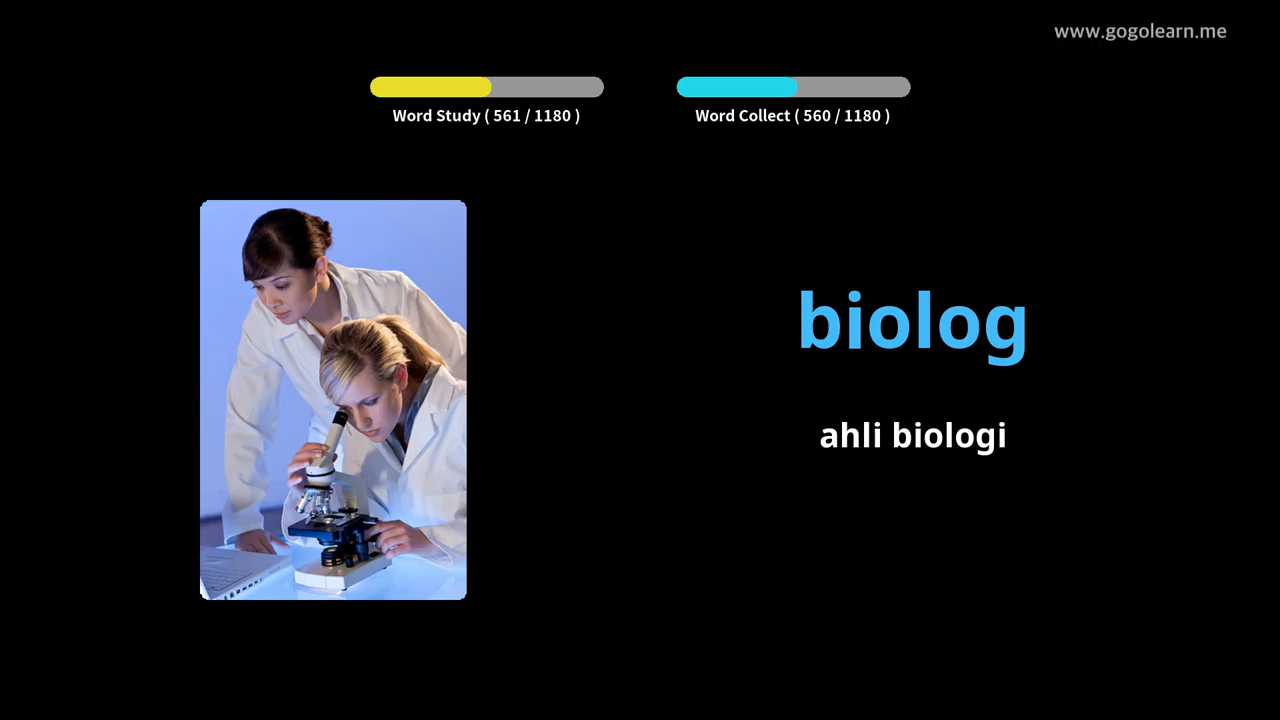 www.gogolearn.me
Word Study ( 561 / 1180 )
Word Collect ( 560 / 1180 )
biolog
ahli biologi